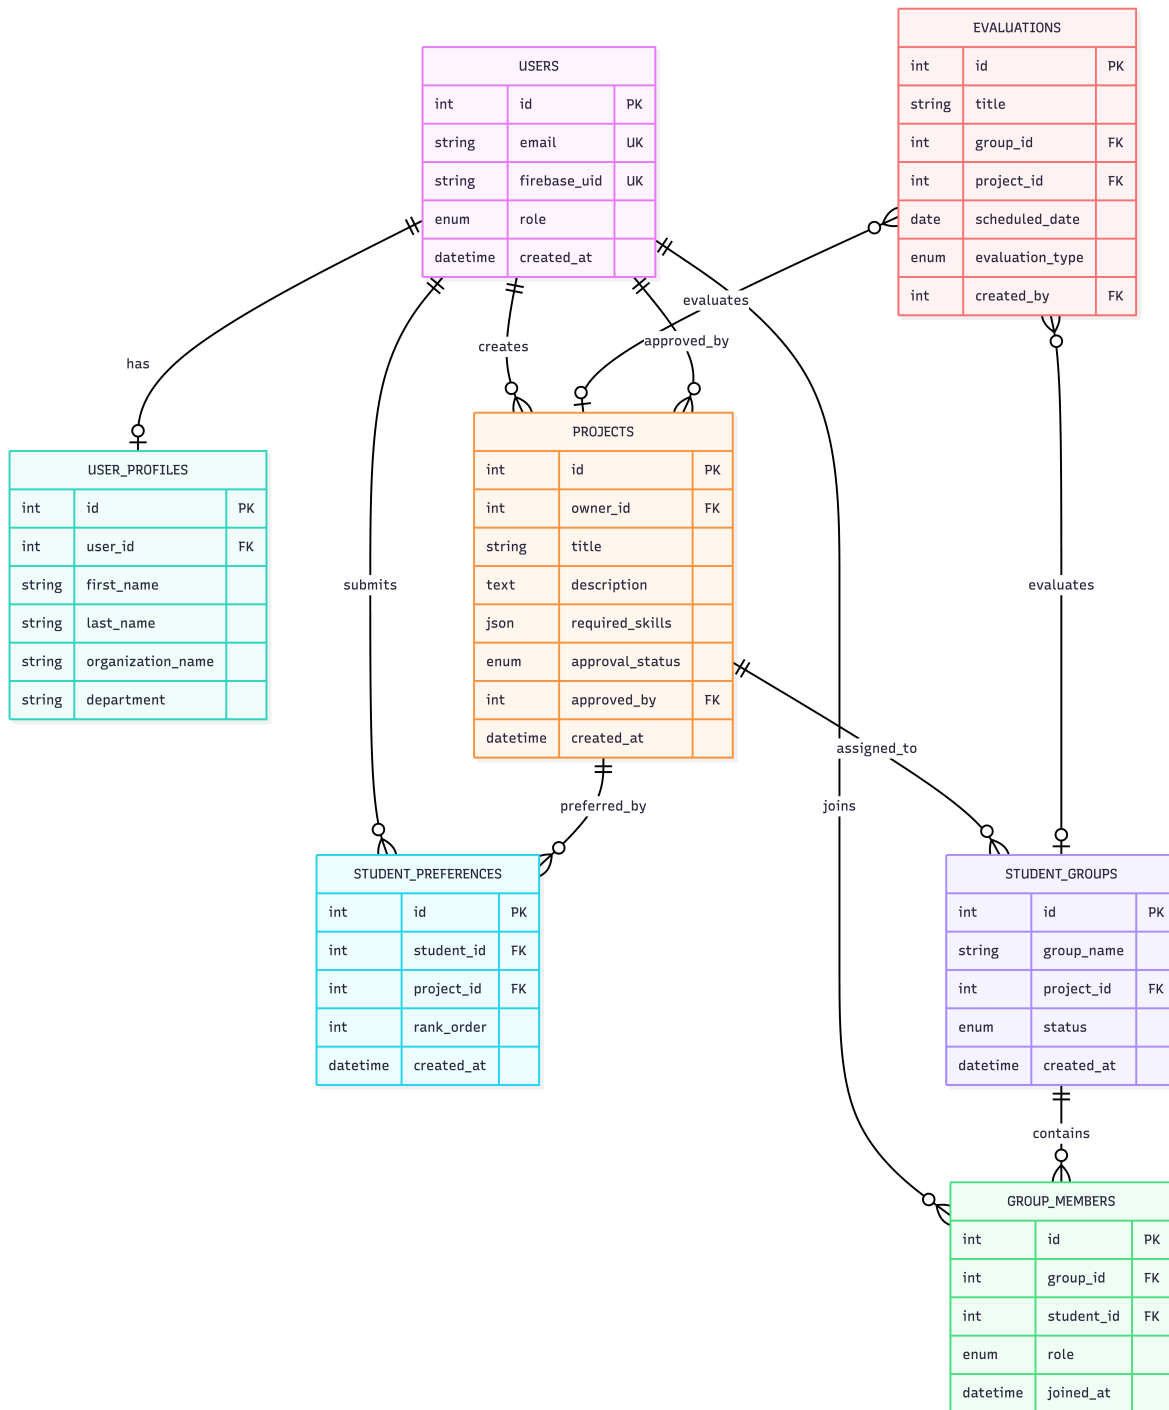 EVALUATIONS
int id PK
string title
int group_id FK
int project_id FK
date scheduled_date
enum evaluation_type
int created_by FK
USERS
int id PK
string email UK
string firebase_uid UK
enum role
datetime created_at
evaluates
approved_by
creates
has
PROJECTS
int id PK
int owner_id FK
string title
text description
json required_skills
enum approval_status
int approved_by FK
datetime created_at
USER_PROFILES
int id PK
int user_id FK
string first_name
string last_name
string organization_name
string department
submits
evaluates
assigned_to
preferred_by
joins
STUDENT_PREFERENCES
int id PK
int student_id FK
int project_id FK
int rank_order
datetime created_at
STUDENT_GROUPS
int id PK
string group_name
int project_id FK
enum status
datetime created_at
contains
GROUP_MEMBERS
int id PK
int group_id FK
int student_id FK
enum role
datetime joined_at